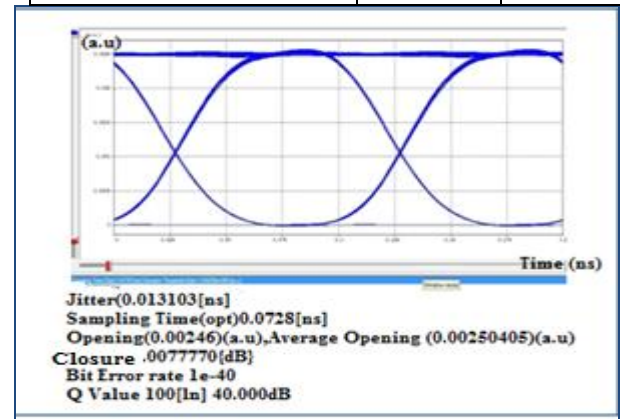 (a.u)
Time (ns)
Jitter(0.013103[ns]
Sampling Time(opt)0.0728[ns]
Opening(0.00246)(a.u),Average Opening (0.00250405)(a.u)
Closure .0077770{dB}
Bit Error rate 1e-40
Q Value 100[ln] 40.000dB